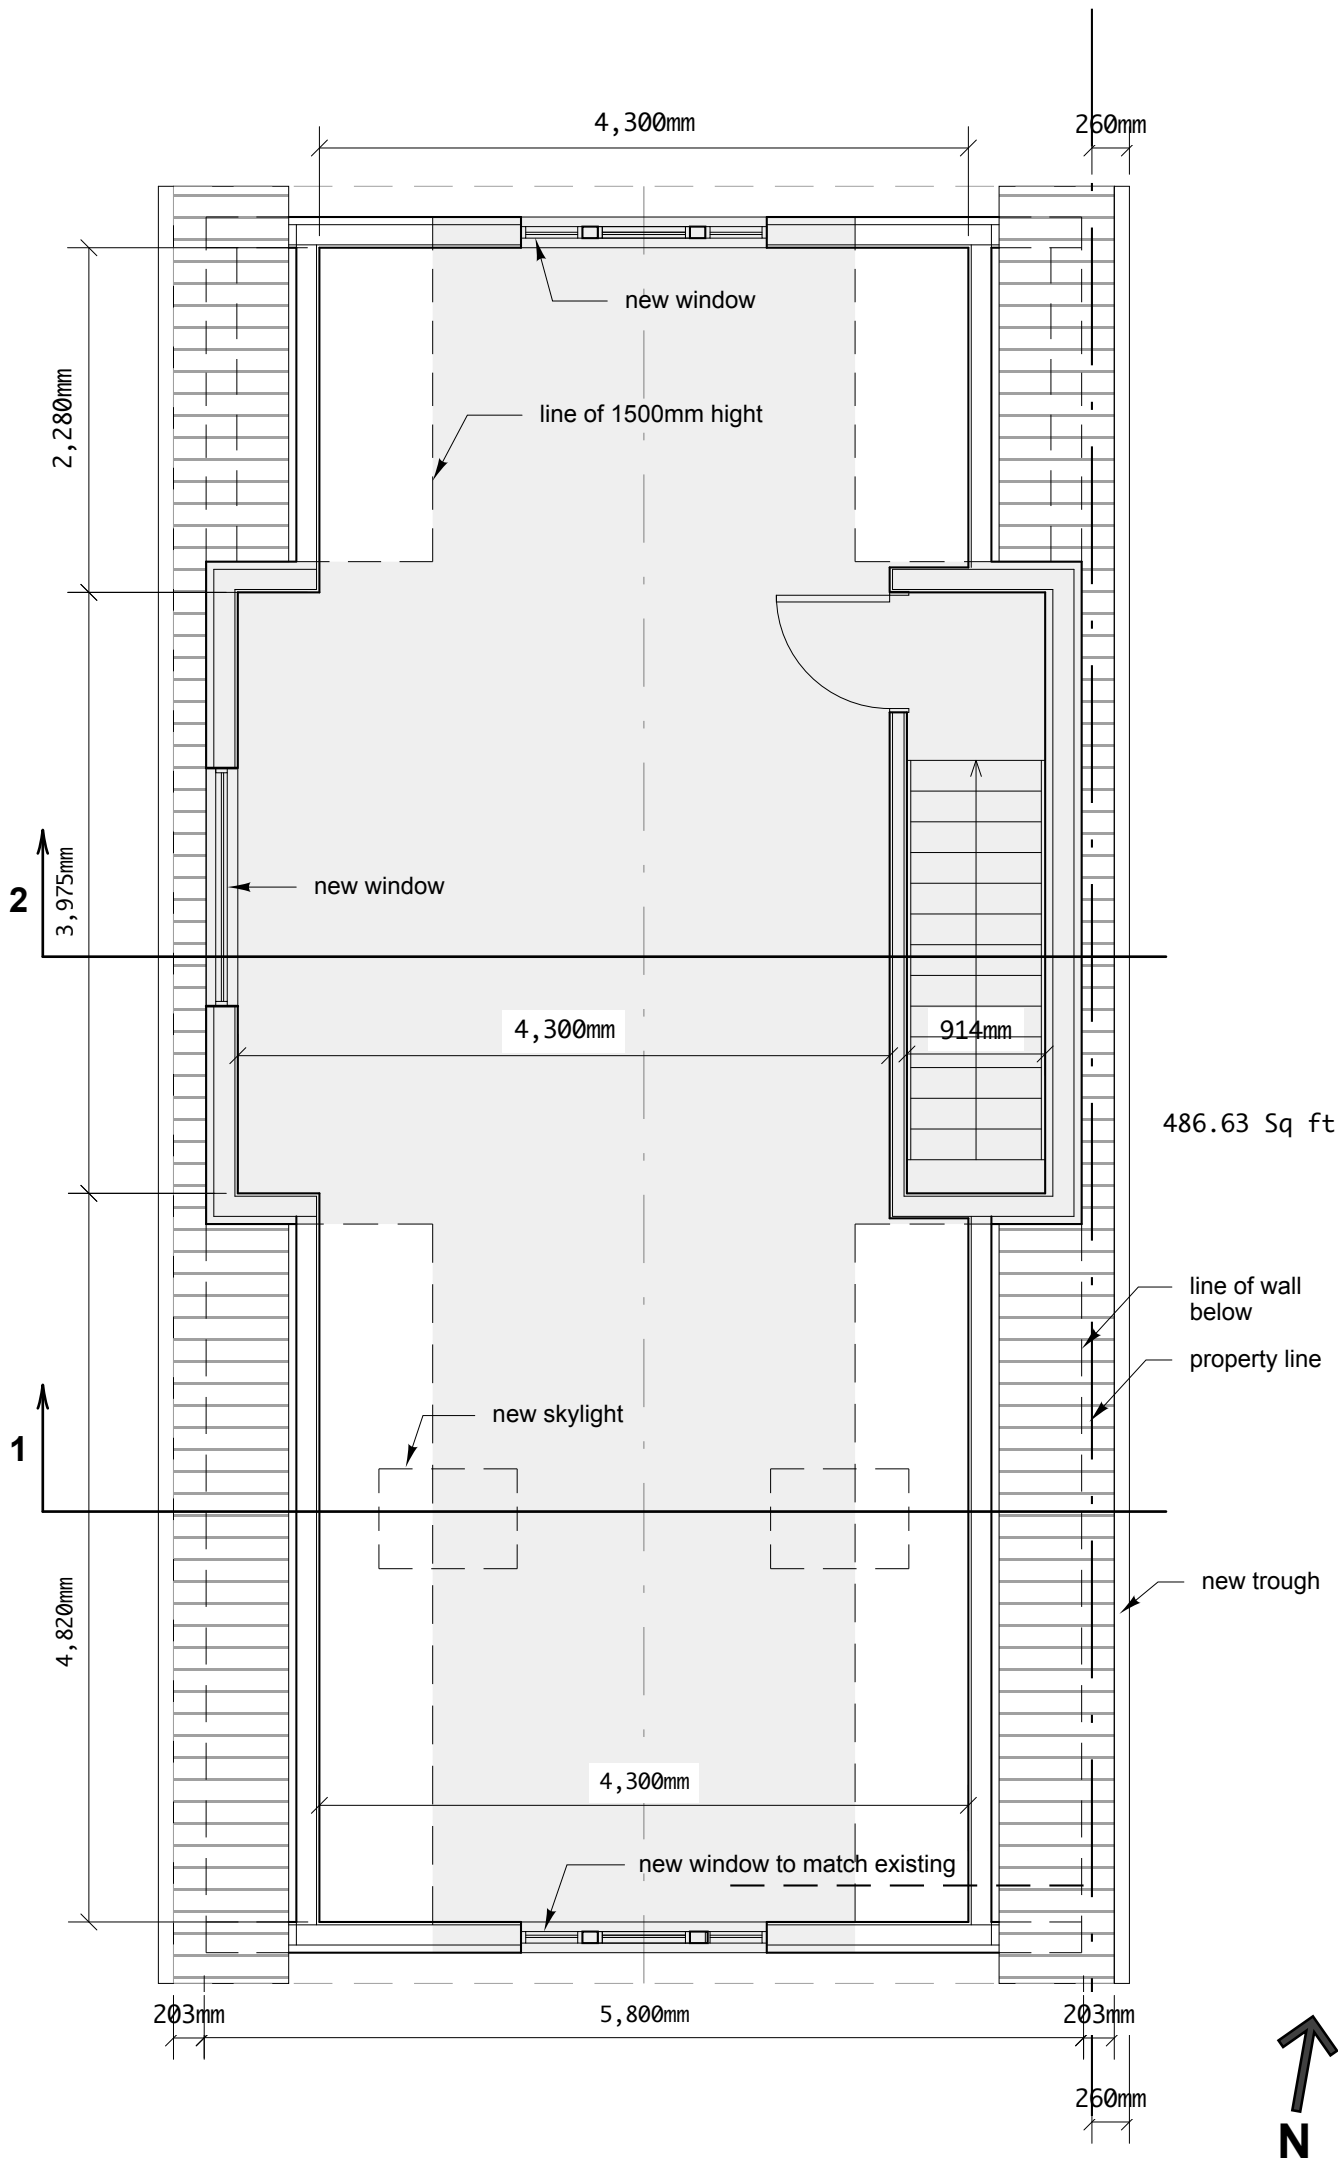 4,300mm
260mm
new window
2,280mm
line of 1500mm hight
2
3,975mm
new window
4,300mm
914mm
486.63 Sq ft
line of wall
below
property line
1
new skylight
new trough
4,820mm
4,300mm
new window to match existing
203mm
5,800mm
203mm
260mm
N